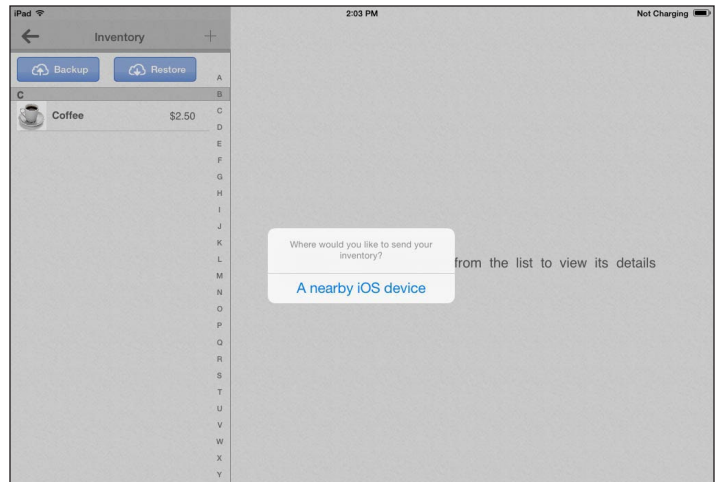 iPad 2:03 PM Not Charging
Inventory +
Backup Restore
C
Coffee $2.50
A
B
C
D
E
F
G
H
I
J
K
L
M
N
O
P
Q
R
S
T
U
V
W
X
Y
Where would you like to send your
inventory?
A nearby iOS device
from the list to view its details